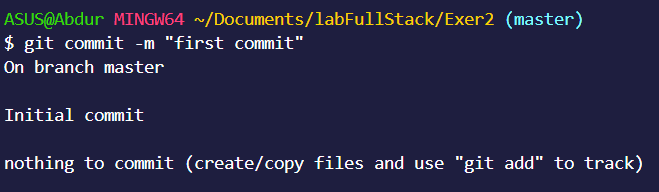 ASUS@Abdur MINGW64 ~/Documents/labFullStack/Exer2 (master)
$ git commit -m "first commit"
On branch master
Initial commit
nothing to commit (create/copy files and use "git add" to track)